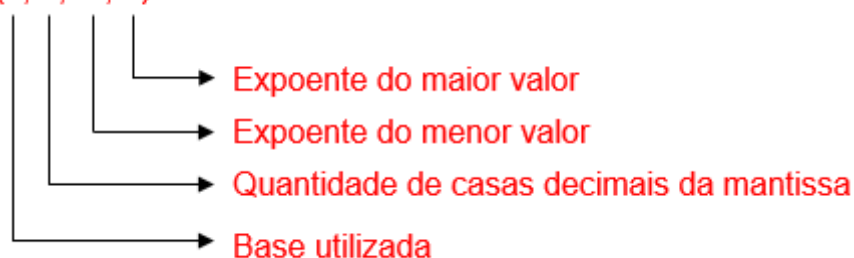 Expoente do maior valor
Expoente do menor valor
Quantidade de casas decimais da mantissa
Base utilizada